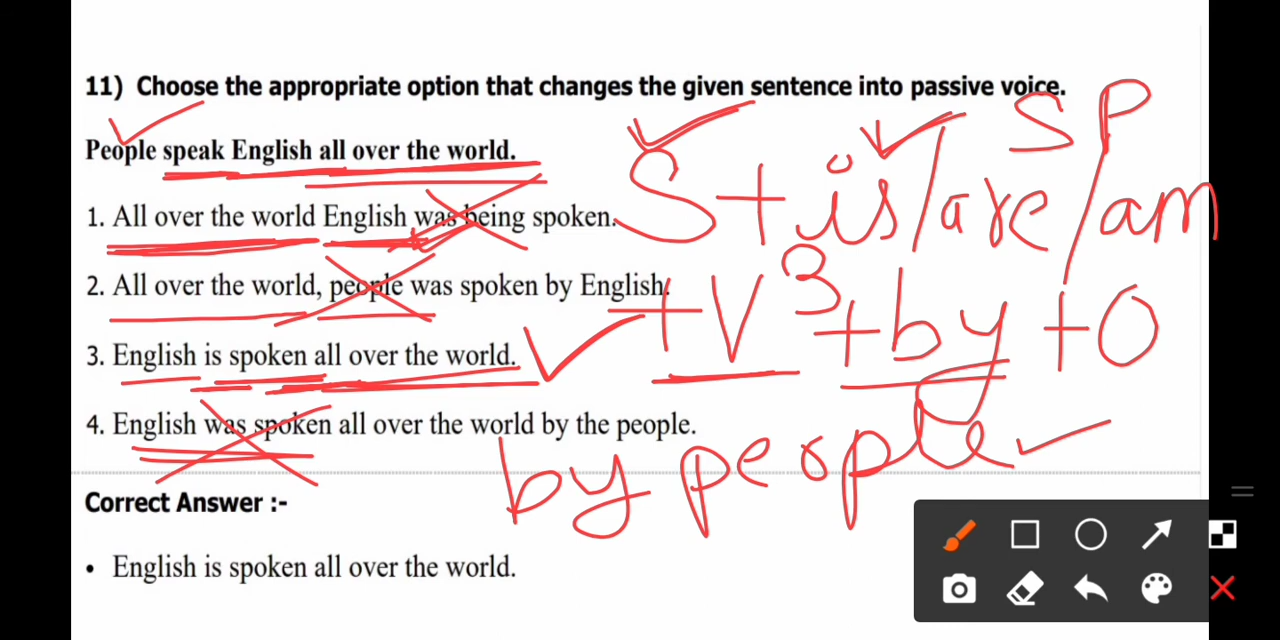 11) Choose the appropriate option that changes the given sentence into passive voice.
SP
People speak English all over the world.
S + is/are/am
1. All over the world English was being spoken.
2. All over the world, people was spoken by English.
+ V3 + by + O
3. English is spoken all over the world.
4. English was spoken all over the world by the people.
by people
Correct Answer :-
• English is spoken all over the world.